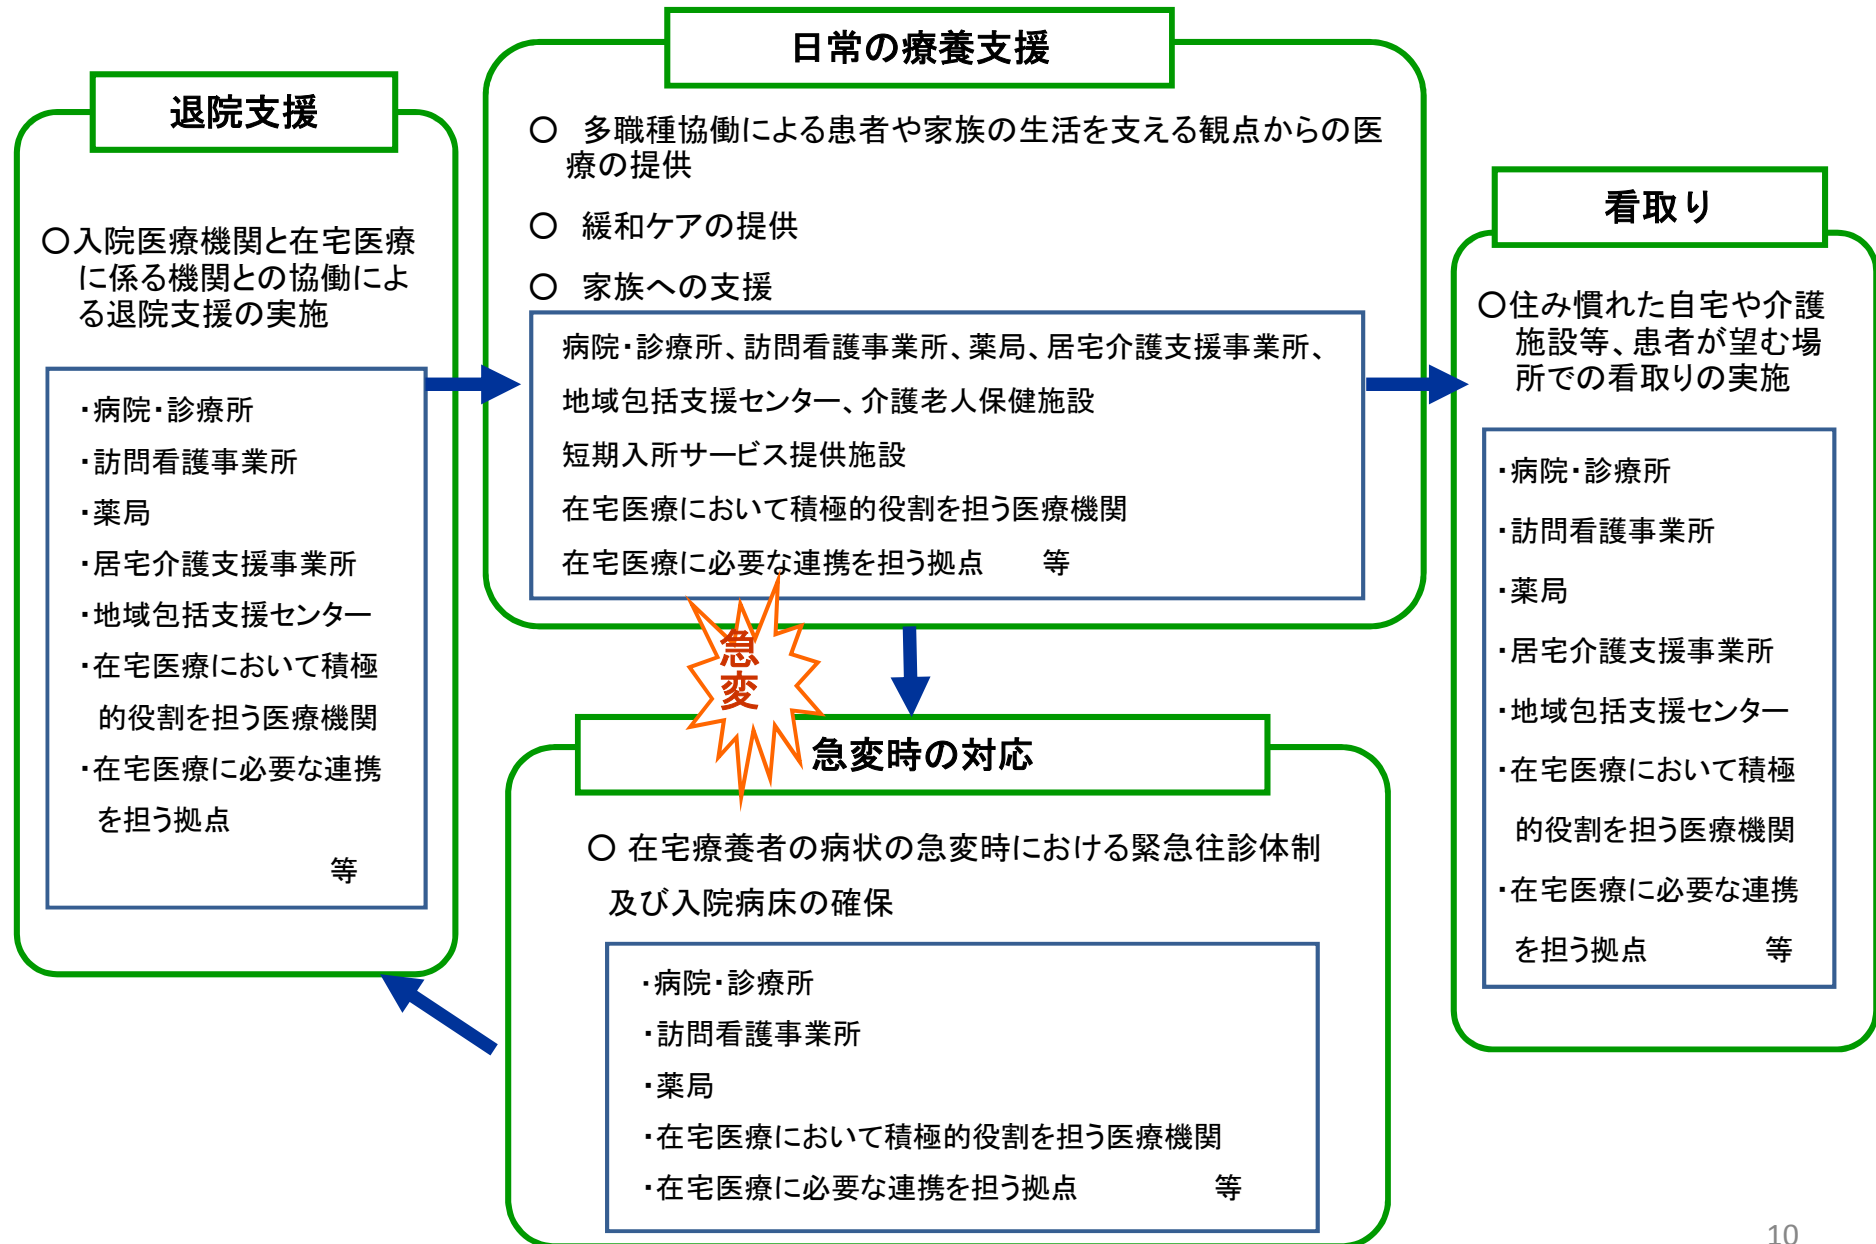 退院支援
〇入院医療機関と在宅医療
に係る機関との協働によ
る退院支援の実施
・病院・診療所
・訪問看護事業所
・薬局
・居宅介護支援事業所
・地域包括支援センター
・在宅医療において積極
的役割を担う医療機関
・在宅医療に必要な連携
を担う拠点
等
日常の療養支援
〇 多職種協働による患者や家族の生活を支える観点からの医
療の提供
〇 緩和ケアの提供
〇 家族への支援
病院・診療所、訪問看護事業所、薬局、居宅介護支援事業所、
地域包括支援センター、介護老人保健施設
短期入所サービス提供施設
在宅医療において積極的役割を担う医療機関
在宅医療に必要な連携を担う拠点 等
急
変
急変時の対応
〇 在宅療養者の病状の急変時における緊急往診体制
及び入院病床の確保
・病院・診療所
・訪問看護事業所
・薬局
・在宅医療において積極的役割を担う医療機関
・在宅医療に必要な連携を担う拠点 等
看取り
〇住み慣れた自宅や介護
施設等、患者が望む場
所での看取りの実施
・病院・診療所
・訪問看護事業所
・薬局
・居宅介護支援事業所
・地域包括支援センター
・在宅医療において積極
的役割を担う医療機関
・在宅医療に必要な連携
を担う拠点 等
10